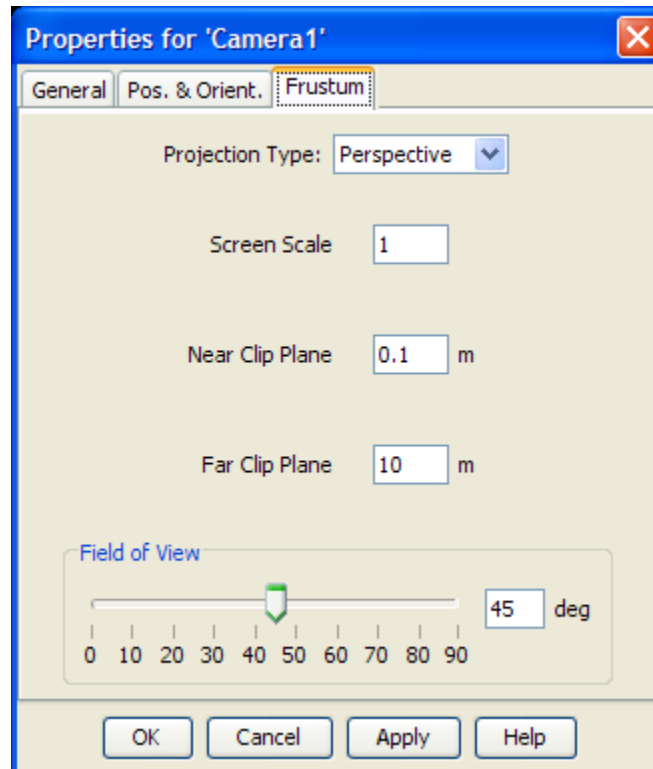 Properties for 'Camera1'
General Pos. & Orient. Frustum
Projection Type: Perspective
Screen Scale 1
Near Clip Plane 0.1 m
Far Clip Plane 10 m
Field of View
45 deg
0 10 20 30 40 50 60 70 80 90
OK Cancel Apply Help